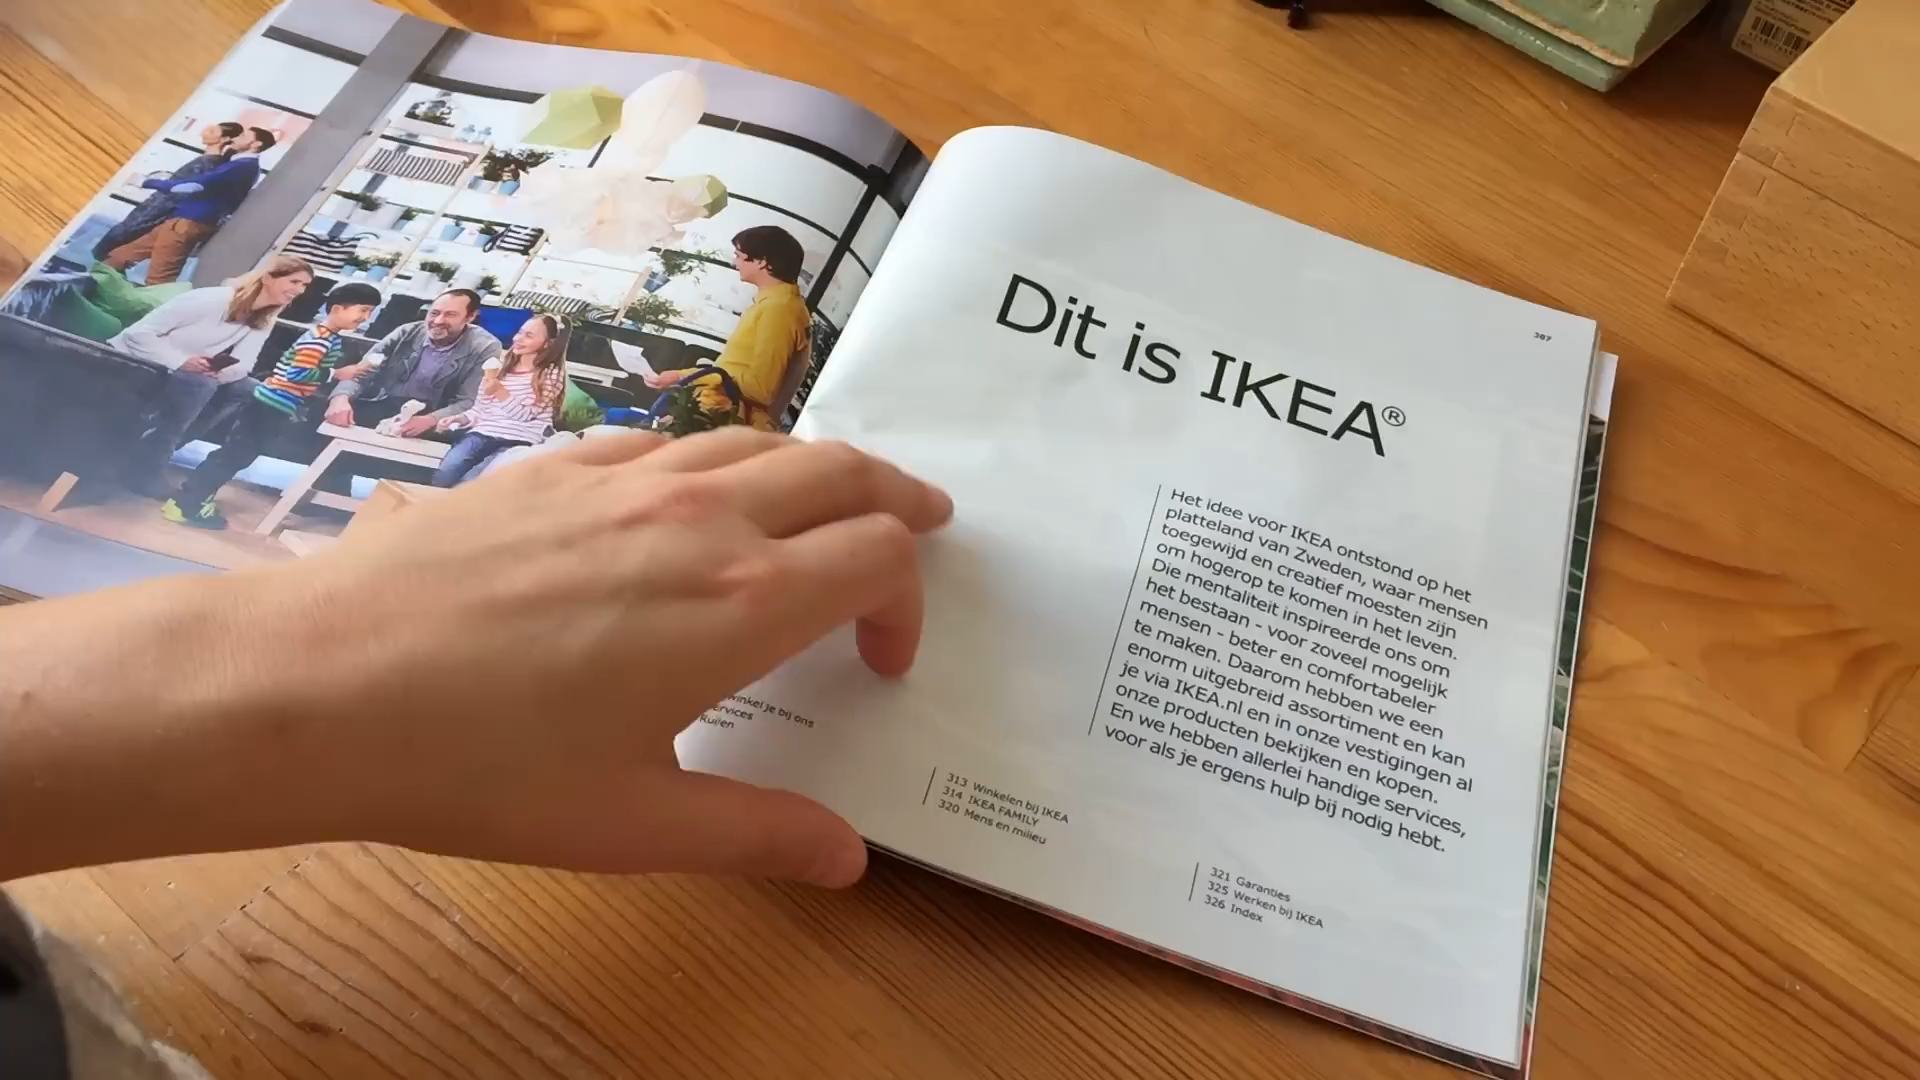 307
Dit is IKEA®
Het idee voor IKEA ontstond op het
platteland van Zweden, waar mensen
toegewijd en creatief moesten zijn
om hogerop te komen in het leven.
Die mentaliteit inspireerde ons om
het bestaan - voor zoveel mogelijk
mensen - beter en comfortabeler
te maken. Daarom hebben we een
enorm uitgebreid assortiment en kan
je via IKEA.nl en in onze vestigingen al
onze producten bekijken en kopen.
En we hebben allerlei handige services,
voor als je ergens hulp bij nodig hebt.
winkel je bij ons
ervices
Ruilen
313 Winkelen bij IKEA
314 IKEA FAMILY
320 Mens en milieu
321 Garanties
325 Werken bij IKEA
326 Index